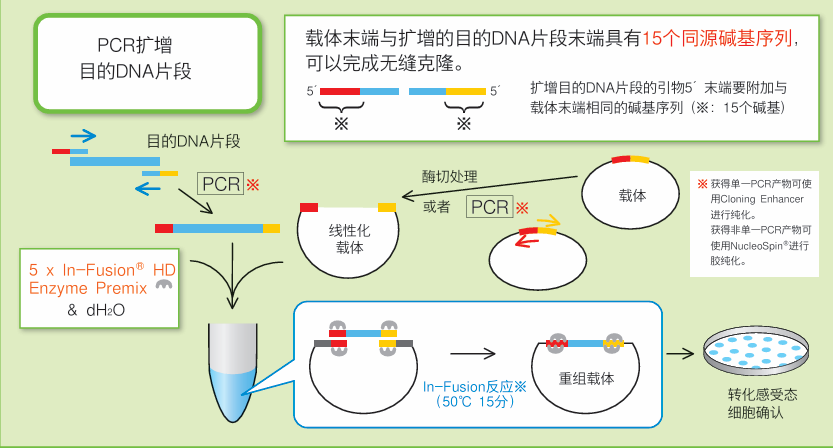 PCR扩增
目的DNA片段
载体末端与扩增的目的DNA片段末端具有15个同源碱基序列,
可以完成无缝克隆。
5´
5´
※
※
扩增目的DNA片段的引物5´ 末端要附加与
载体末端相同的碱基序列（※：15个碱基）
目的DNA片段
PCR※
酶切处理
或者 PCR※
载体
线性化
载体
※ 获得单一PCR产物可使
用Cloning Enhancer
进行纯化。
获得非单一PCR产物可
使用NucleoSpin®进行
胶纯化。
5 x In-Fusion® HD
Enzyme Premix
& dH2O
In-Fusion反应※
（50℃ 15分）
重组载体
转化感受态
细胞确认